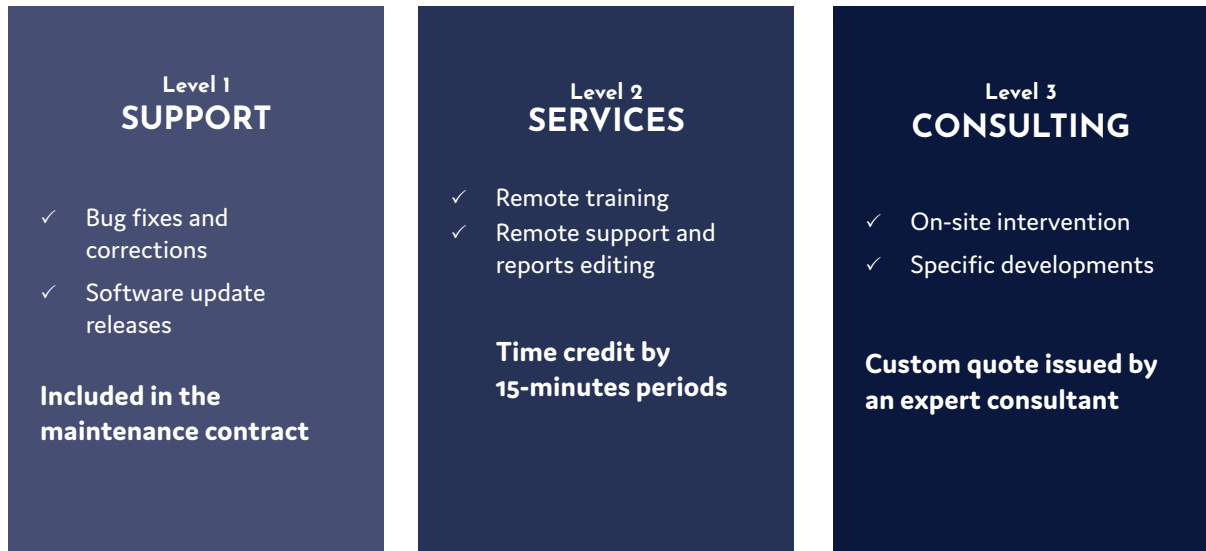 Level 1
SUPPORT
✓ Bug fixes and
corrections
✓ Software update
releases
Included in the
maintenance contract
Level 2
SERVICES
✓ Remote training
✓ Remote support and
reports editing
Time credit by
15-minutes periods
Level 3
CONSULTING
✓ On-site intervention
✓ Specific developments
Custom quote issued by
an expert consultant